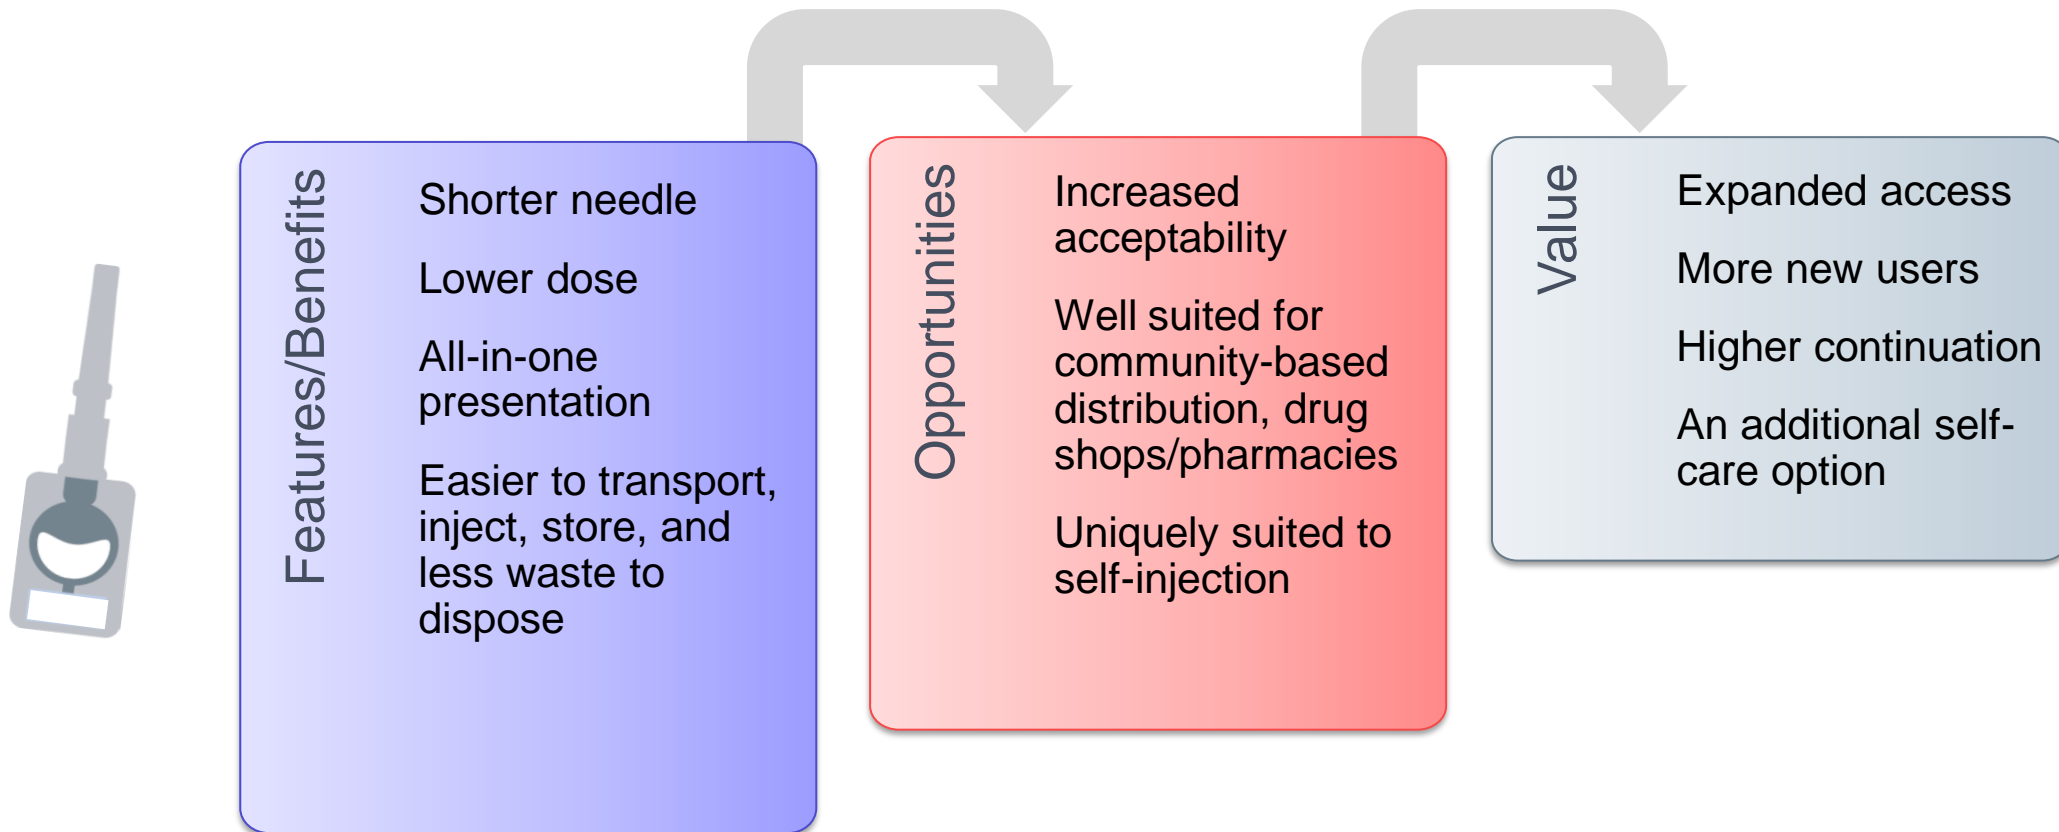 Features/Benefits
Shorter needle
Lower dose
All-in-one
presentation
Easier to transport,
inject, store, and
less waste to
dispose
Opportunities
Increased
acceptability
Well suited for
community-based
distribution, drug
shops/pharmacies
Uniquely suited to
self-injection
Value
Expanded access
More new users
Higher continuation
An additional self-
care option